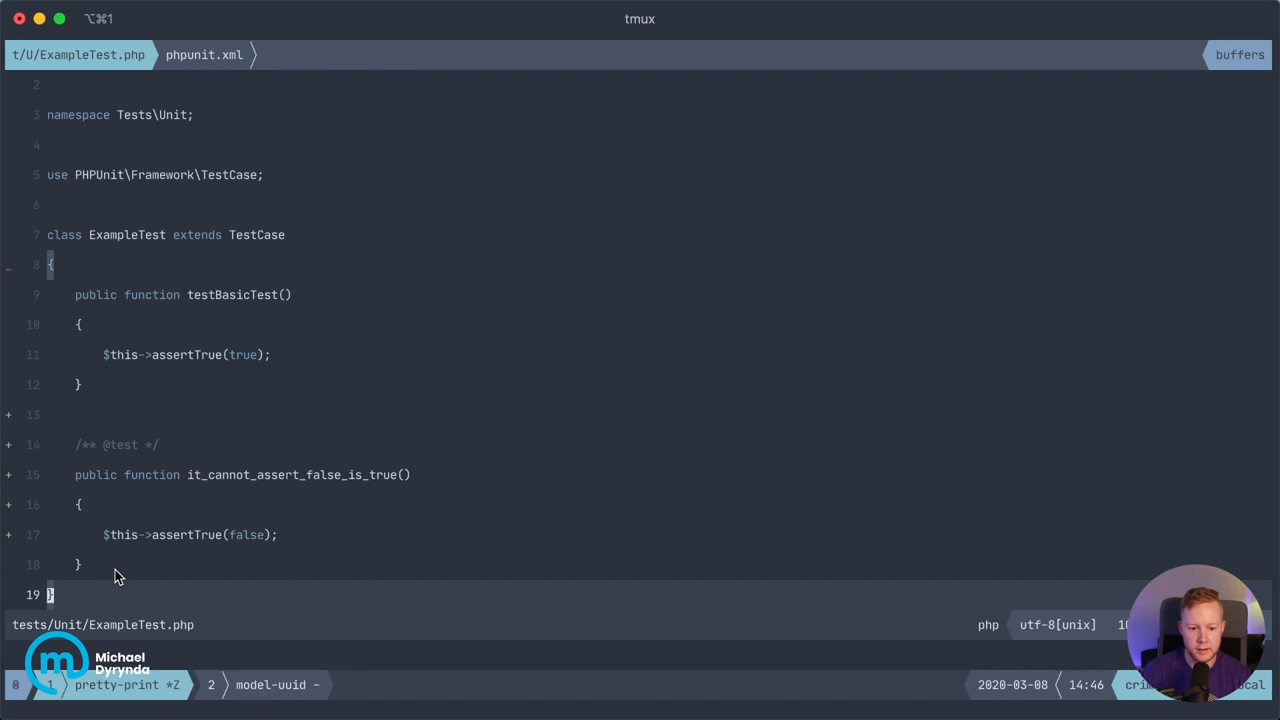 ⌥⌘1 tmux
t/U/ExampleTest.php phpunit.xml buffers
2
3 namespace Tests\Unit;
4
5 use PHPUnit\Framework\TestCase;
6
7 class ExampleTest extends TestCase
_ 8 {
9 public function testBasicTest()
10 {
11 $this->assertTrue(true);
12 }
+ 13
+ 14 /** @test */
+ 15 public function it_cannot_assert_false_is_true()
+ 16 {
+ 17 $this->assertTrue(false);
18 }
19 }
tests/Unit/ExampleTest.php php utf-8[unix]
m Michael
Dyrynda
1 pretty-print *Z 2 model-uuid - 2020-03-08 14:46